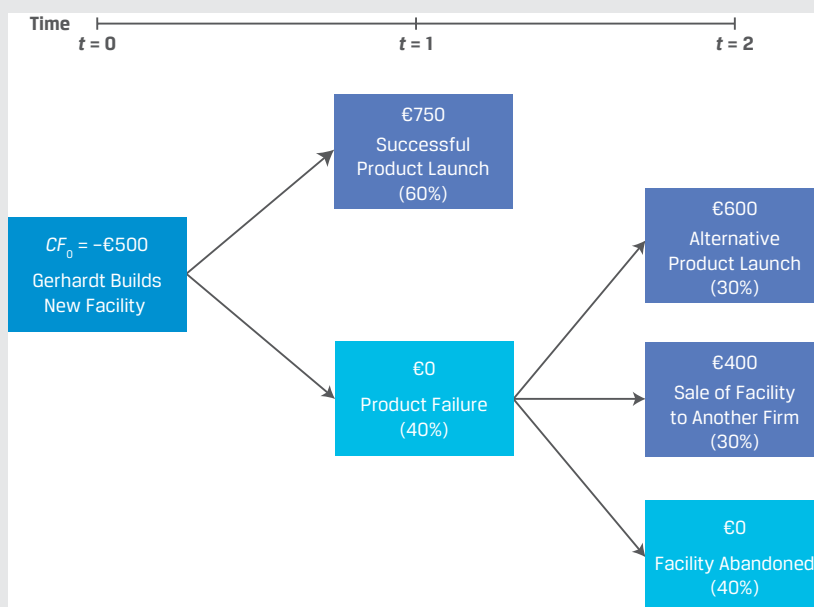 Time
t = 0
t = 1
t = 2
€750
Successful
Product Launch
(60%)
€600
Alternative
Product Launch
(30%)
CF₀ = –€500
Gerhardt Builds
New Facility
€0
Product Failure
(40%)
€400
Sale of Facility
to Another Firm
(30%)
€0
Facility Abandoned
(40%)